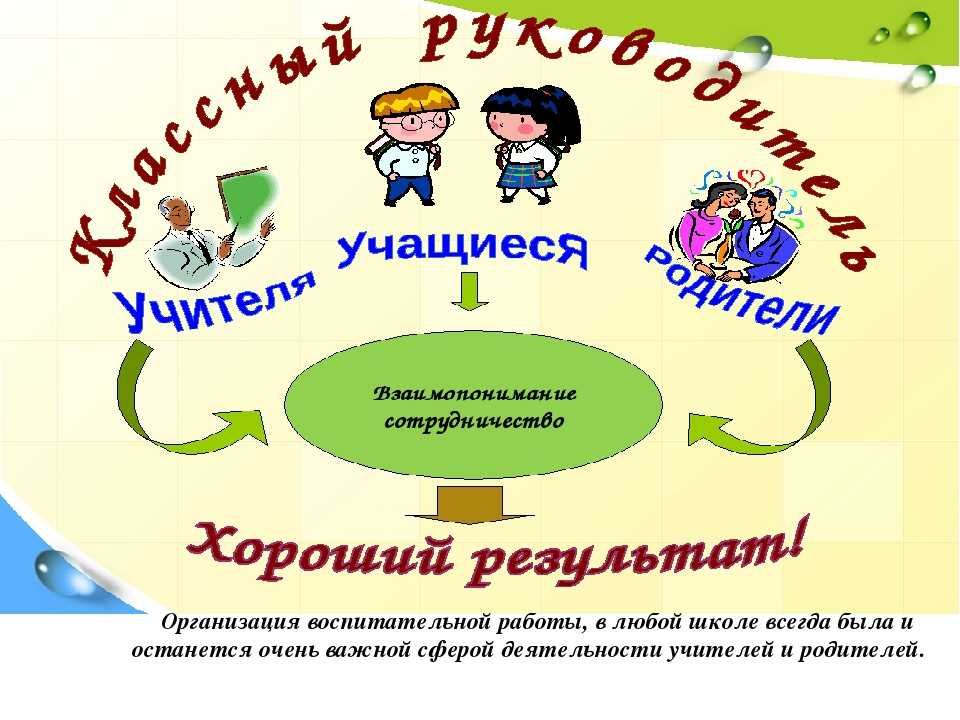 Классный руководитель
Учителя
Учащиеся
Родители
Взаимопонимание
сотрудничество
Хороший результат!
Организация воспитательной работы, в любой школе всегда была и
останется очень важной сферой деятельности учителей и родителей.